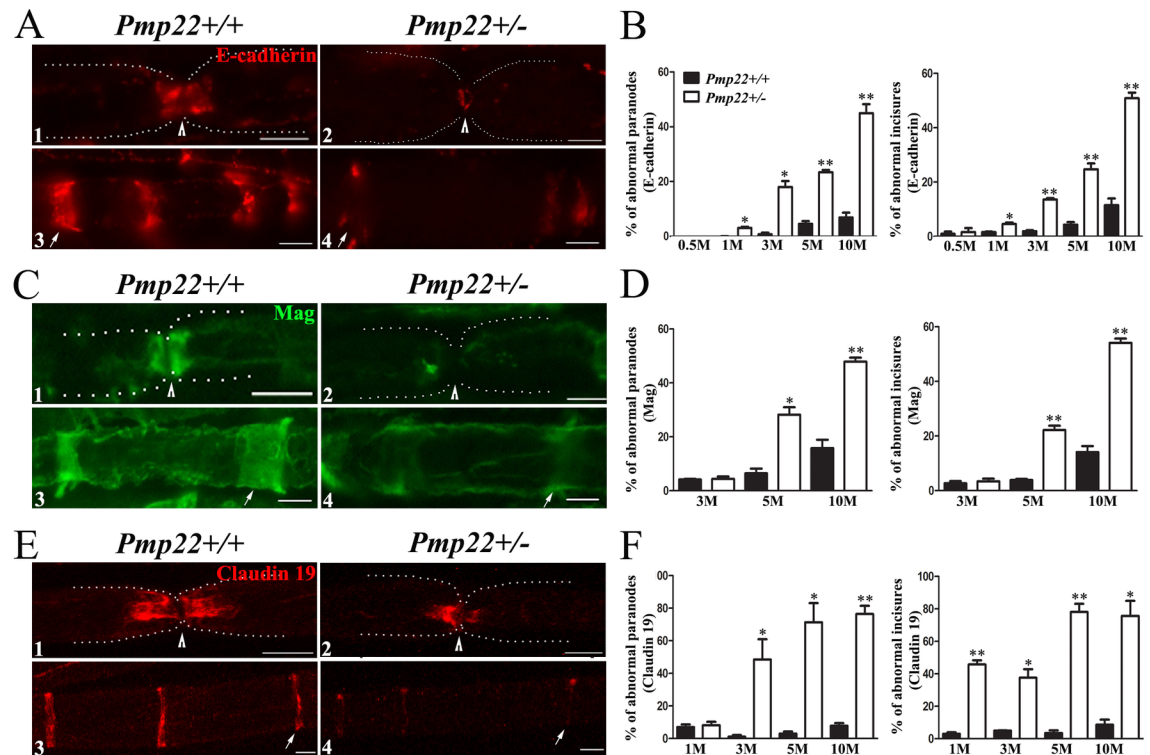 A
Pmp22+/+
Pmp22+/-
E-cadherin
1
2
3
4
B
% of abnormal paranodes
(E-cadherin)
60
40
20
0
Pmp22+/+
Pmp22+/-
*
*
**
**
0.5M 1M 3M 5M 10M
% of abnormal incisures
(E-cadherin)
60
40
20
0
*
**
**
**
0.5M 1M 3M 5M 10M
C
Pmp22+/+
Pmp22+/-
Mag
1
2
3
4
D
% of abnormal paranodes
(Mag)
60
40
20
0
*
**
3M 5M 10M
% of abnormal incisures
(Mag)
60
40
20
0
**
**
3M 5M 10M
E
Pmp22+/+
Pmp22+/-
Claudin 19
1
2
3
4
F
% of abnormal paranodes
(Claudin 19)
00
80
60
40
20
0
*
*
**
1M 3M 5M 10M
% of abnormal incisures
(Claudin 19)
00
80
60
40
20
0
**
*
**
*
1M 3M 5M 10M